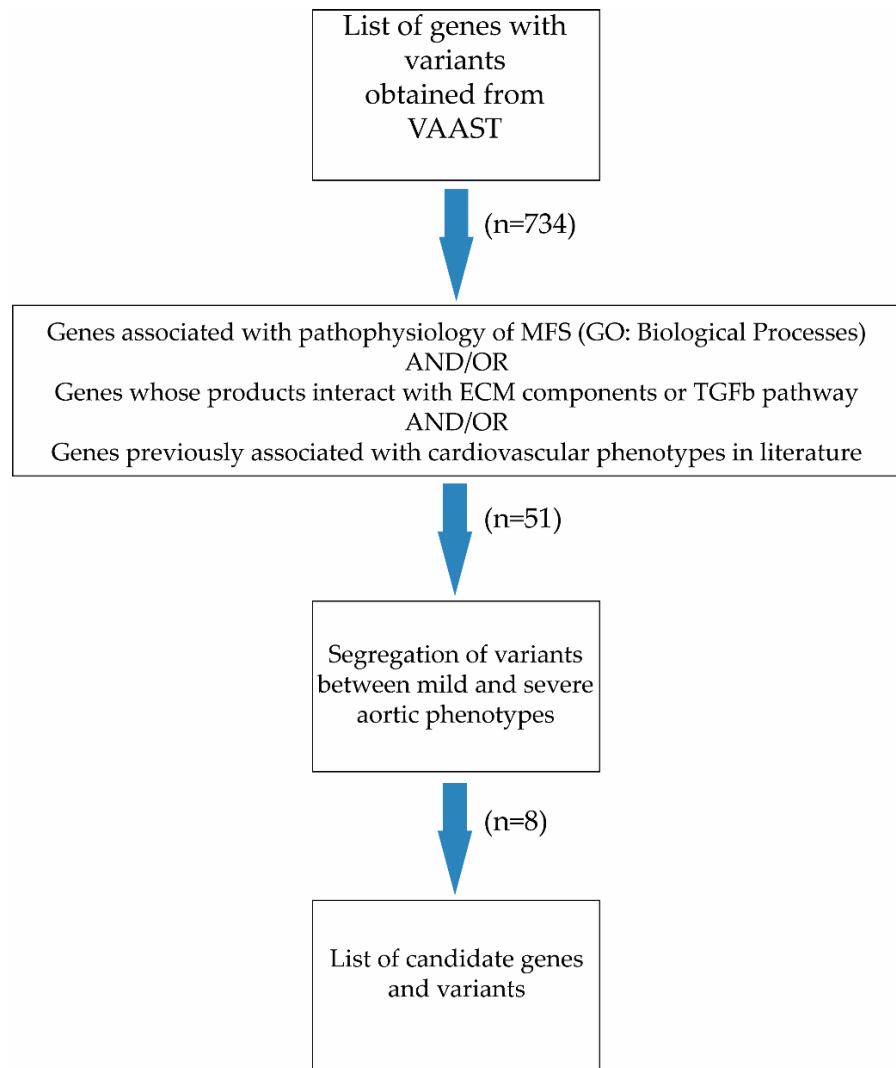 List of genes with
variants
obtained from
VAAST
(n=734)
Genes associated with pathophysiology of MFS (GO: Biological Processes)
AND/OR
Genes whose products interact with ECM components or TGFb pathway
AND/OR
Genes previously associated with cardiovascular phenotypes in literature
(n=51)
Segregation of variants
between mild and severe
aortic phenotypes
(n=8)
List of candidate genes
and variants